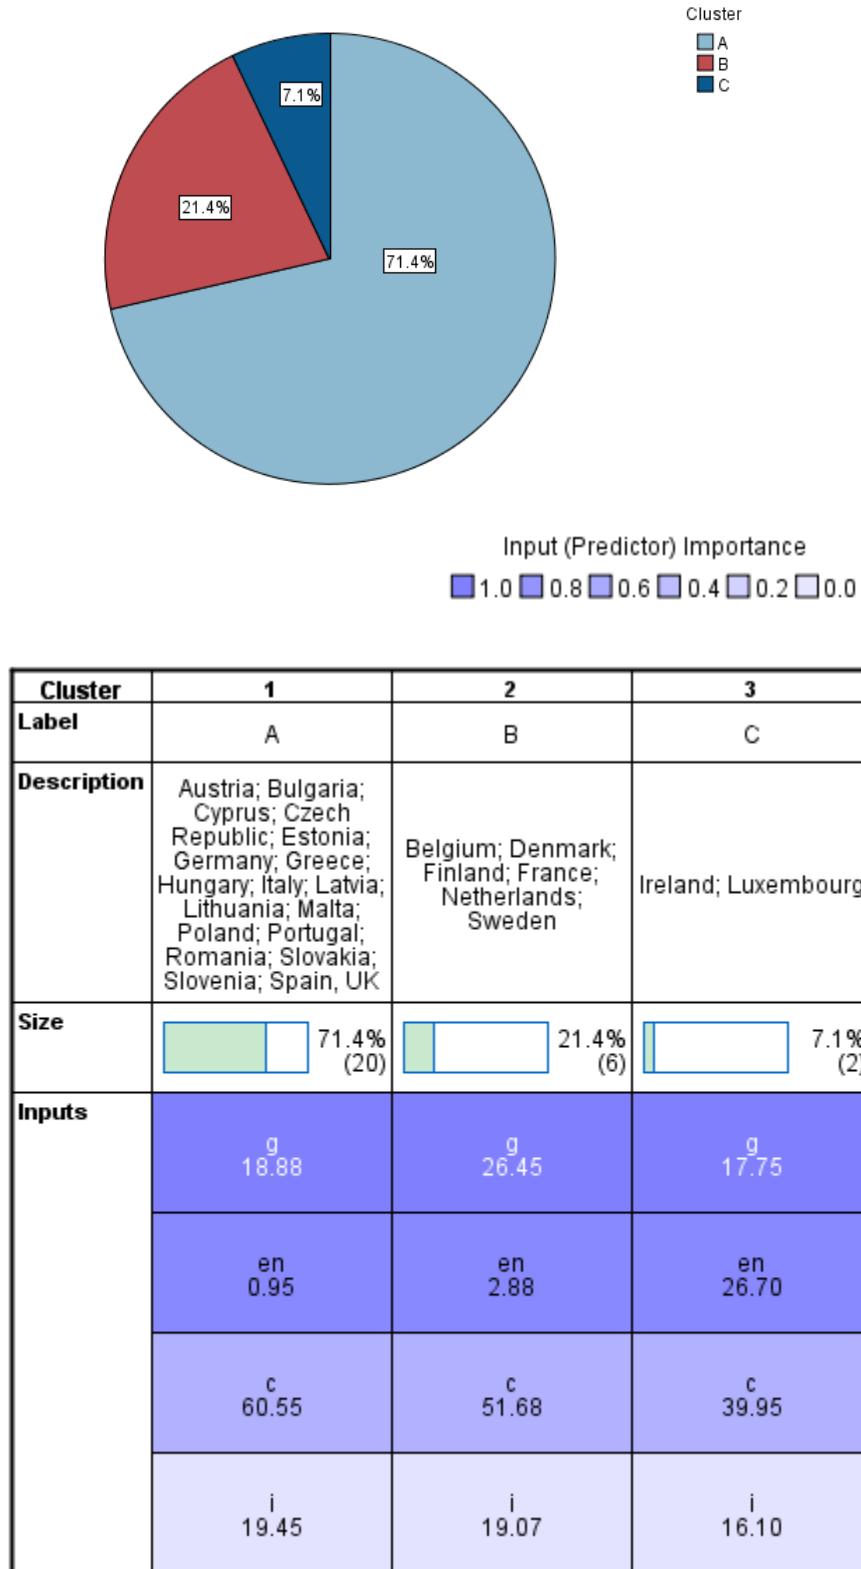 Cluster
A
B
C
7.1%
21.4%
71.4%
Input (Predictor) Importance
1.0 0.8 0.6 0.4 0.2 0.0
Cluster 1 2 3
Label A B C
Description
Austria; Bulgaria;
Cyprus; Czech
Republic; Estonia;
Germany; Greece;
Hungary; Italy; Latvia;
Lithuania; Malta;
Poland; Portugal;
Romania; Slovakia;
Slovenia; Spain, UK
Belgium; Denmark;
Finland; France;
Netherlands;
Sweden
Ireland; Luxembourg
Size
71.4%
(20)
21.4%
(6)
7.1%
(2)
Inputs
g g g
18.88 26.45 17.75
en en en
0.95 2.88 26.70
c c c
60.55 51.68 39.95
i i i
19.45 19.07 16.10